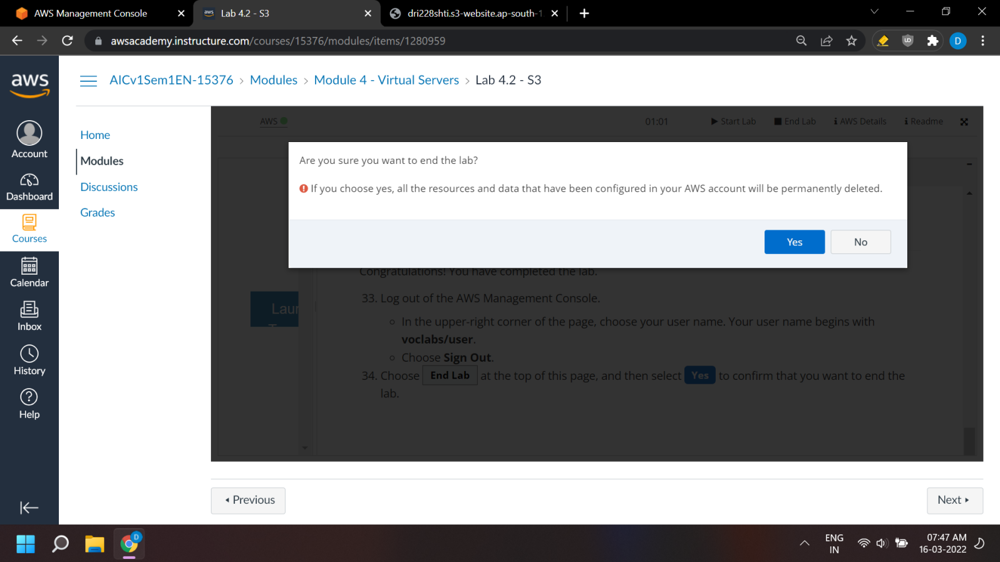 AWS Management Console
aws Lab 4.2 - S3
dri228shti.s3-website.ap-south-1
awsacademy.instructure.com/courses/15376/modules/items/1280959
D
aws
AICv1Sem1EN-15376 > Modules > Module 4 - Virtual Servers > Lab 4.2 - S3
Account
Dashboard
Courses
Calendar
Inbox
History
Help
Home
Modules
Discussions
Grades
AWS 01:01 Start Lab End Lab AWS Details Readme
Are you sure you want to end the lab?
If you choose yes, all the resources and data that have been configured in your AWS account will be permanently deleted.
Yes No
Congratulations! You have completed the lab.
33. Log out of the AWS Management Console.
In the upper-right corner of the page, choose your user name. Your user name begins with
voclabs/user.
Choose Sign Out.
34. Choose End Lab at the top of this page, and then select Yes to confirm that you want to end the
lab.
Previous
Next
D
ENG
IN
07:47 AM
16-03-2022